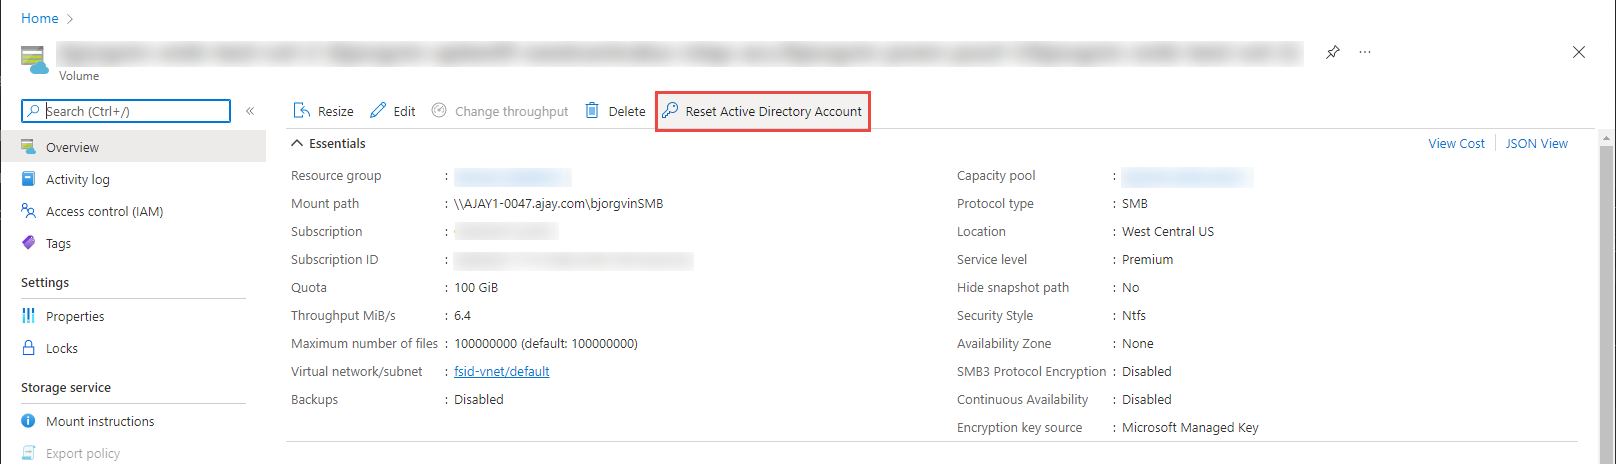 Home >
Volume
Search (Ctrl+/)
«
Resize
Edit
Change throughput
Delete
Reset Active Directory Account
Overview
Activity log
Access control (IAM)
Tags
Settings
Properties
Locks
Storage service
Mount instructions
Export policy
Essentials
View Cost
JSON View
Resource group :
Mount path : \\AJAY1-0047.ajay.com\bjorgvinSMB
Subscription :
Subscription ID :
Quota : 100 GiB
Throughput MiB/s : 6.4
Maximum number of files : 100000000 (default: 100000000)
Virtual network/subnet : fsid-vnet/default
Backups : Disabled
Capacity pool :
Protocol type : SMB
Location : West Central US
Service level : Premium
Hide snapshot path : No
Security Style : Ntfs
Availability Zone : None
SMB3 Protocol Encryption : Disabled
Continuous Availability : Disabled
Encryption key source : Microsoft Managed Key